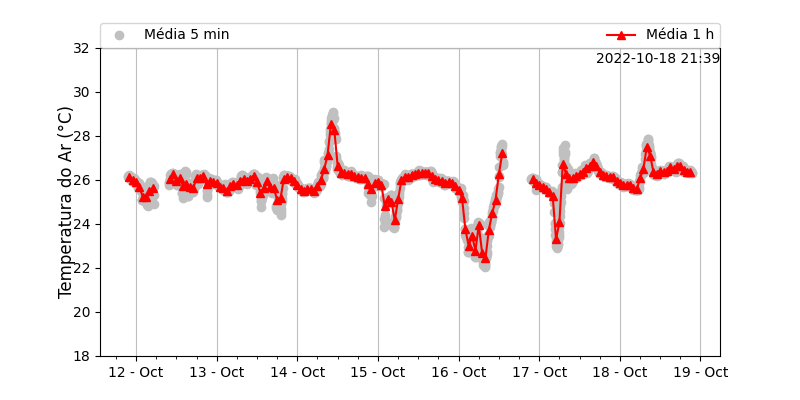 Média 5 min
Média 1 h
2022-10-18 21:39
Temperatura do Ar (°C)
32
30
28
26
24
22
20
18
12 - Oct
13 - Oct
14 - Oct
15 - Oct
16 - Oct
17 - Oct
18 - Oct
19 - Oct